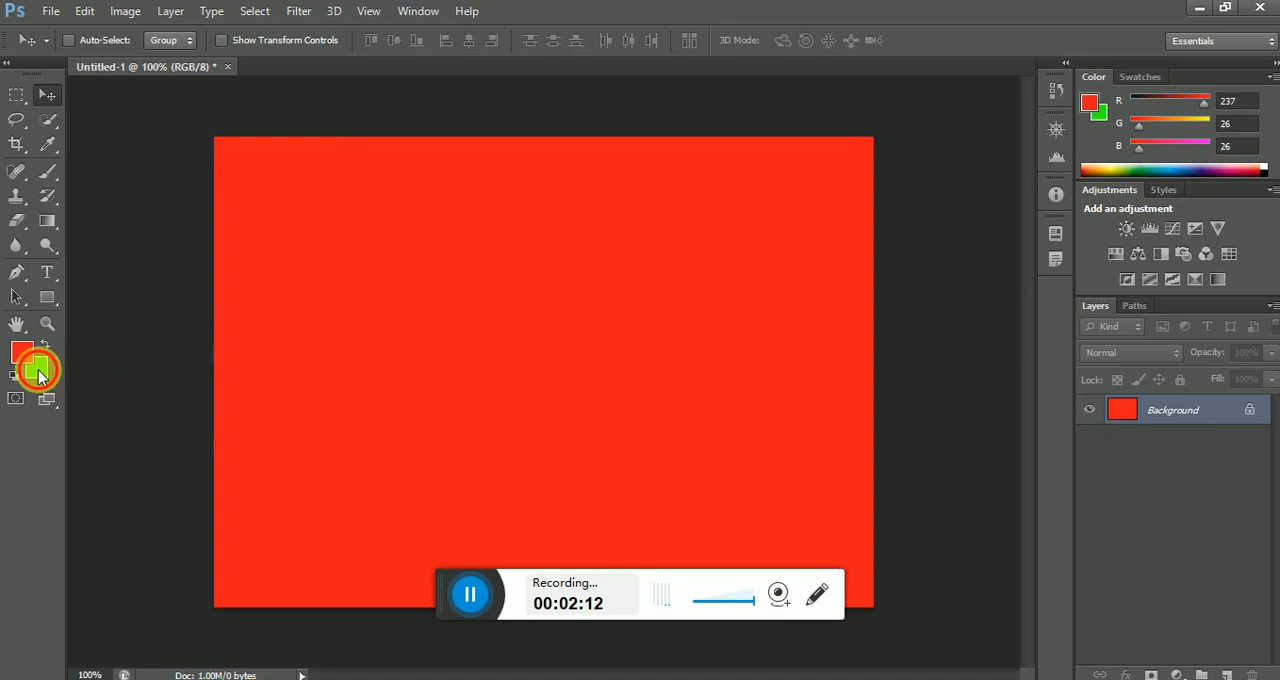 Ps File Edit Image Layer Type Select Filter 3D View Window Help
Auto-Select: Group Show Transform Controls 3D Mode: Essentials
Untitled-1 @ 100% (RGB/8) * ×
Color Swatches
R 237
G 26
B 26
Adjustments Styles
Add an adjustment
Layers Paths
Kind
Normal Opacity: 100%
Lock: Fill: 100%
Background
Recording...
00:02:12
100% Doc: 1.00M/0 bytes